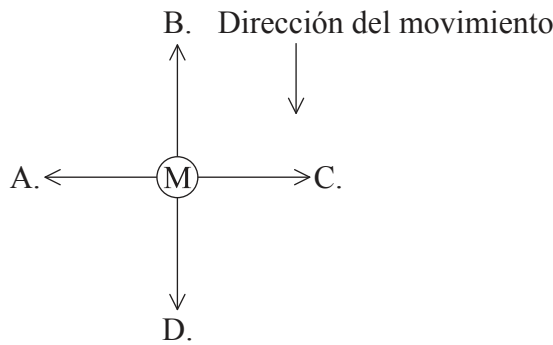 B. Dirección del movimiento
A. M C.
D.